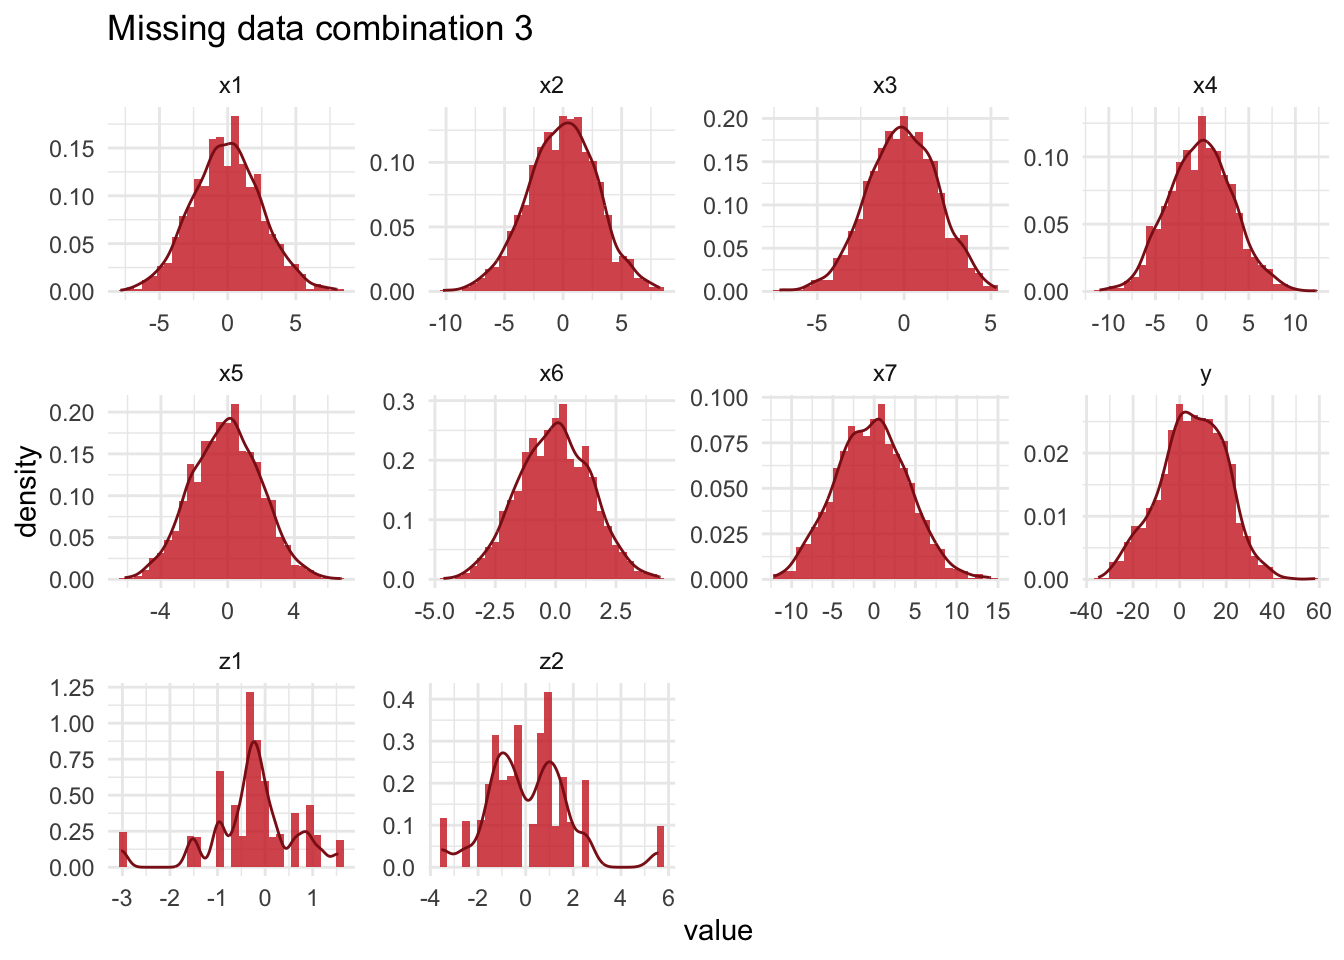 Missing data combination 3
x1 x2 x3 x4
0.15 0.10 0.05 0.00
-5 0 5
0.10 0.05 0.00
-10 -5 0 5
0.20 0.15 0.10 0.05 0.00
-5 0 5
0.10 0.05 0.00
-10 -5 0 5 10
x5 x6 x7 y
0.20 0.15 0.10 0.05 0.00
-4 0 4
0.3 0.2 0.1 0.0
-5.0 -2.5 0.0 2.5
0.100 0.075 0.050 0.025 0.000
-10 -5 0 5 10 15
0.02 0.01 0.00
-40 -20 0 20 40 60
density
z1 z2
1.25 1.00 0.75 0.50 0.25 0.00
-3 -2 -1 0 1
0.4 0.3 0.2 0.1 0.0
-4 -2 0 2 4 6
value